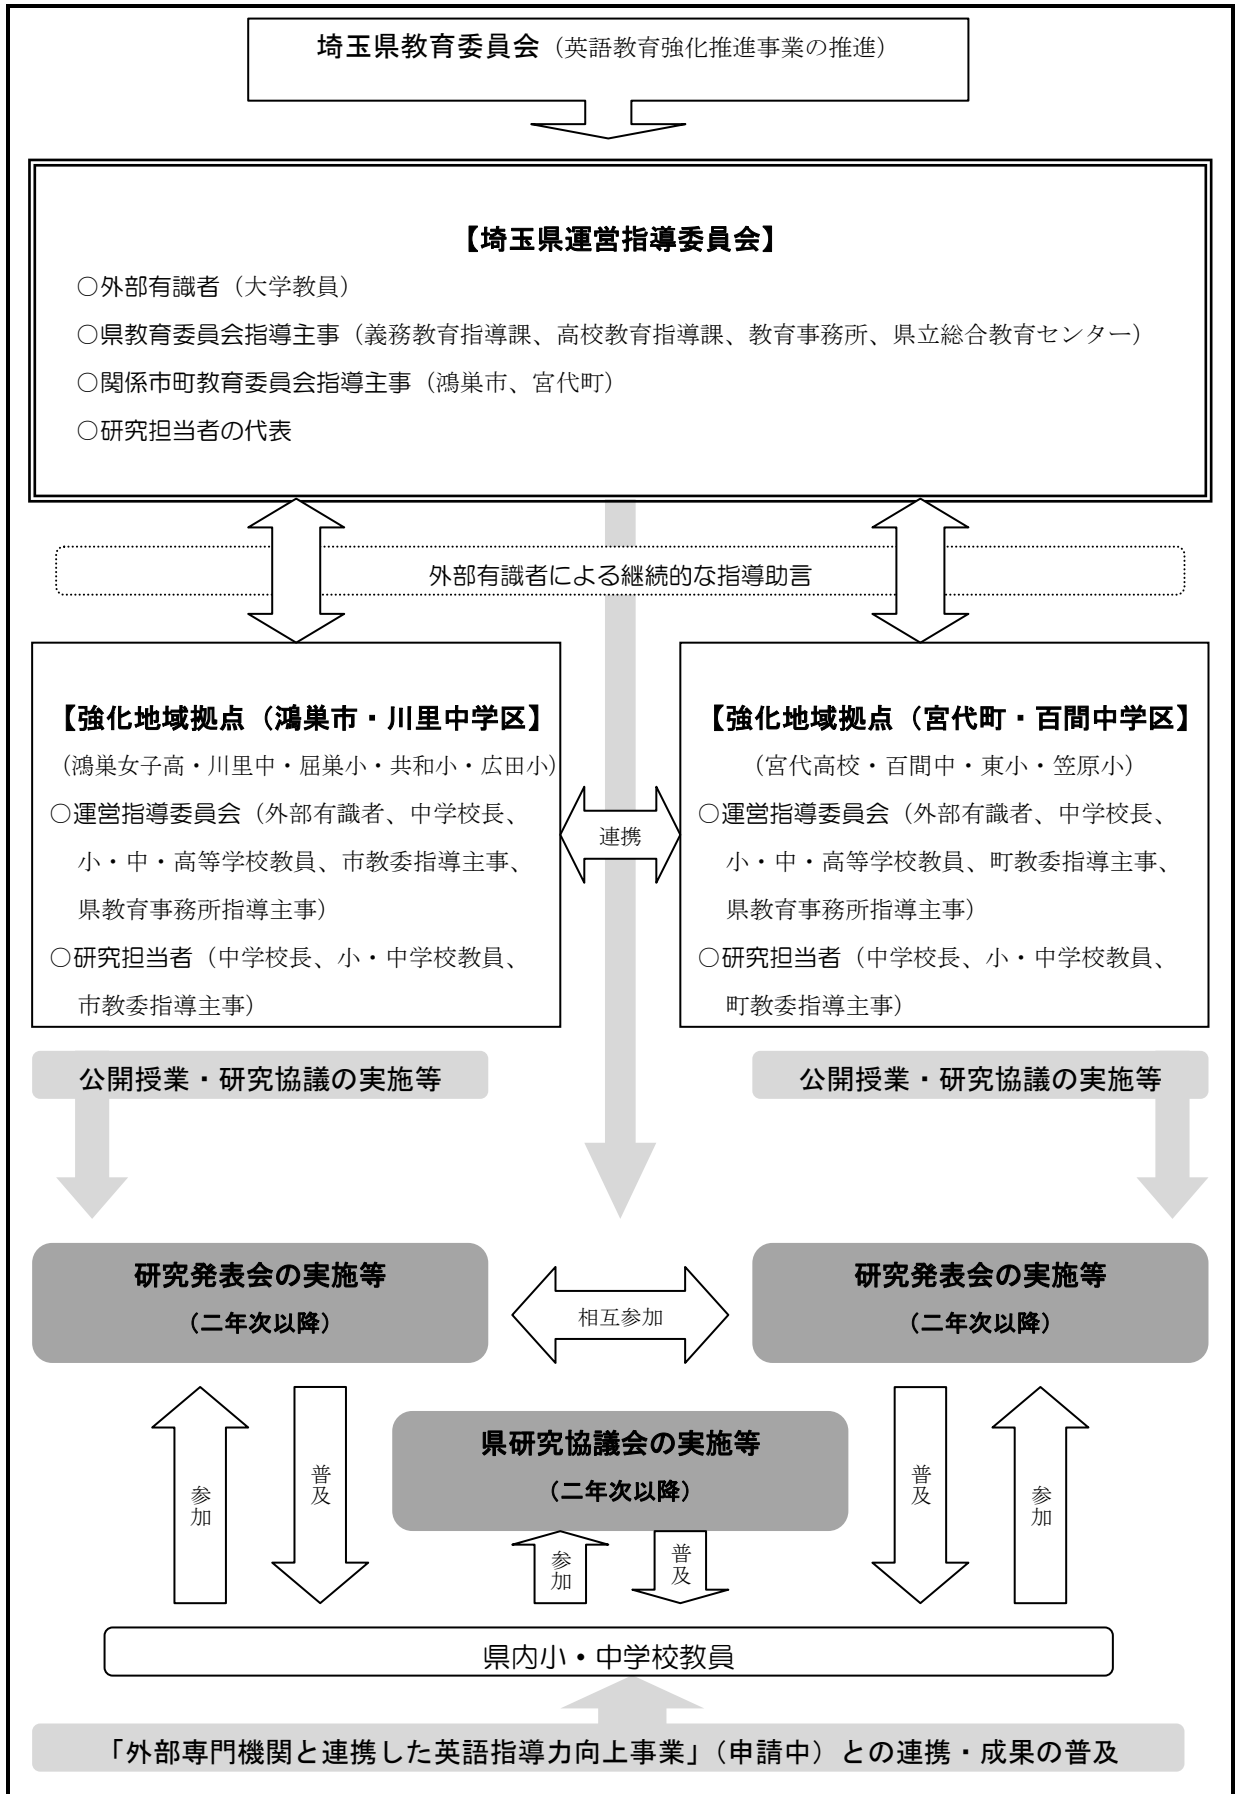 埼玉県教育委員会（英語教育強化推進事業の推進）
【埼玉県運営指導委員会】
○外部有識者（大学教員）
○県教育委員会指導主事（義務教育指導課、高校教育指導課、教育事務所、県立総合教育センター）
○関係市町教育委員会指導主事（鴻巣市、宮代町）
○研究担当者の代表
外部有識者による継続的な指導助言
【強化地域拠点（鴻巣市・川里中学区】
（鴻巣女子高・川里中・屈巣小・共和小・広田小）
○運営指導委員会（外部有識者、中学校長、
小・中・高等学校教員、市教委指導主事、
県教育事務所指導主事）
○研究担当者（中学校長、小・中学校教員、
市教委指導主事）
連携
【強化地域拠点（宮代町・百間中学区】
（宮代高校・百間中・東小・笠原小）
○運営指導委員会（外部有識者、中学校長、
小・中・高等学校教員、町教委指導主事、
県教育事務所指導主事）
○研究担当者（中学校長、小・中学校教員、
町教委指導主事）
公開授業・研究協議の実施等
公開授業・研究協議の実施等
研究発表会の実施等
（二年次以降）
相互参加
研究発表会の実施等
（二年次以降）
参加
普及
県研究協議会の実施等
（二年次以降）
参加
普及
普及
参加
県内小・中学校教員
「外部専門機関と連携した英語指導力向上事業」（申請中）との連携・成果の普及